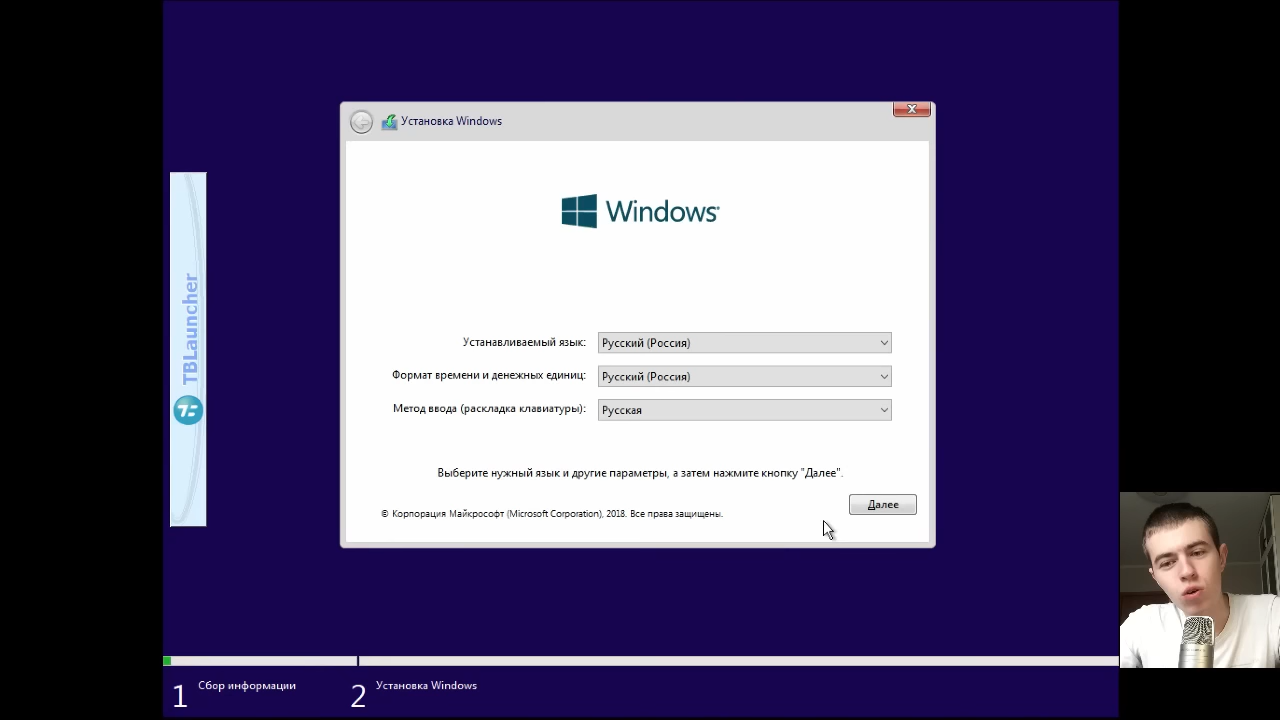 Установка Windows
Windows
TBLauncher
Устанавливаемый язык: Русский (Россия)
Формат времени и денежных единиц: Русский (Россия)
Метод ввода (раскладка клавиатуры): Русская
Выберите нужный язык и другие параметры, а затем нажмите кнопку "Далее".
Далее
© Корпорация Майкрософт (Microsoft Corporation), 2018. Все права защищены.
1 Сбор информации
2 Установка Windows